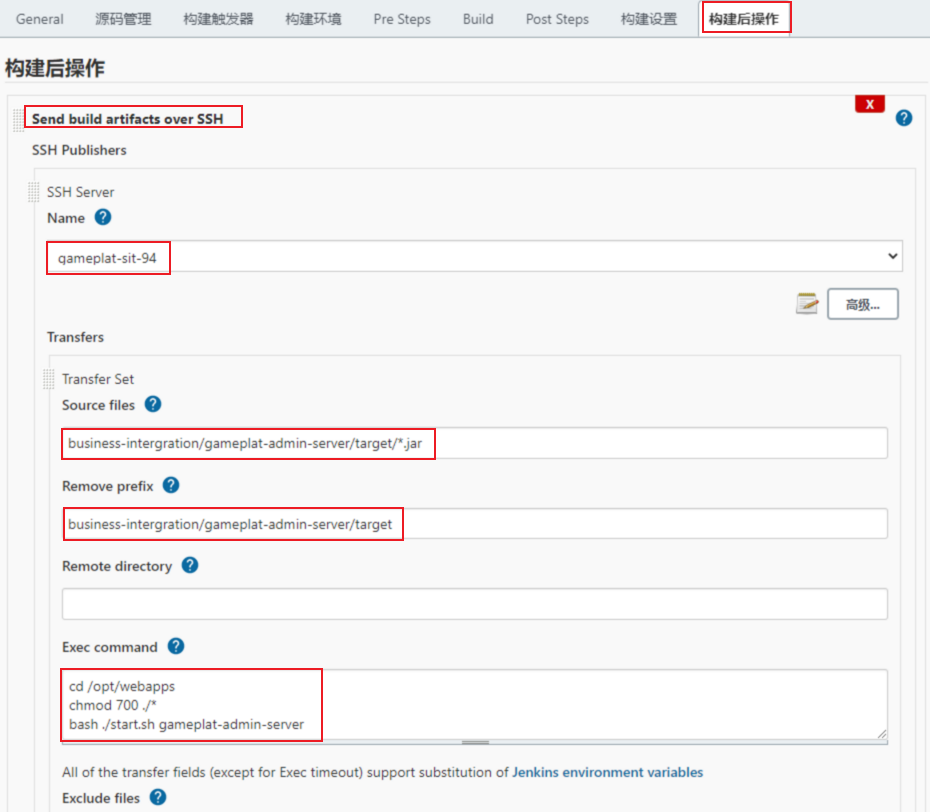 General 源码管理 构建触发器 构建环境 Pre Steps Build Post Steps 构建设置 构建后操作
构建后操作
Send build artifacts over SSH
X
?
SSH Publishers
SSH Server
Name ?
gameplat-sit-94
高级...
Transfers
Transfer Set
Source files ?
business-intergration/gameplat-admin-server/target/*.jar
Remove prefix ?
business-intergration/gameplat-admin-server/target
Remote directory ?
Exec command ?
cd /opt/webapps
chmod 700 ./*
bash ./start.sh gameplat-admin-server
All of the transfer fields (except for Exec timeout) support substitution of Jenkins environment variables
Exclude files ?